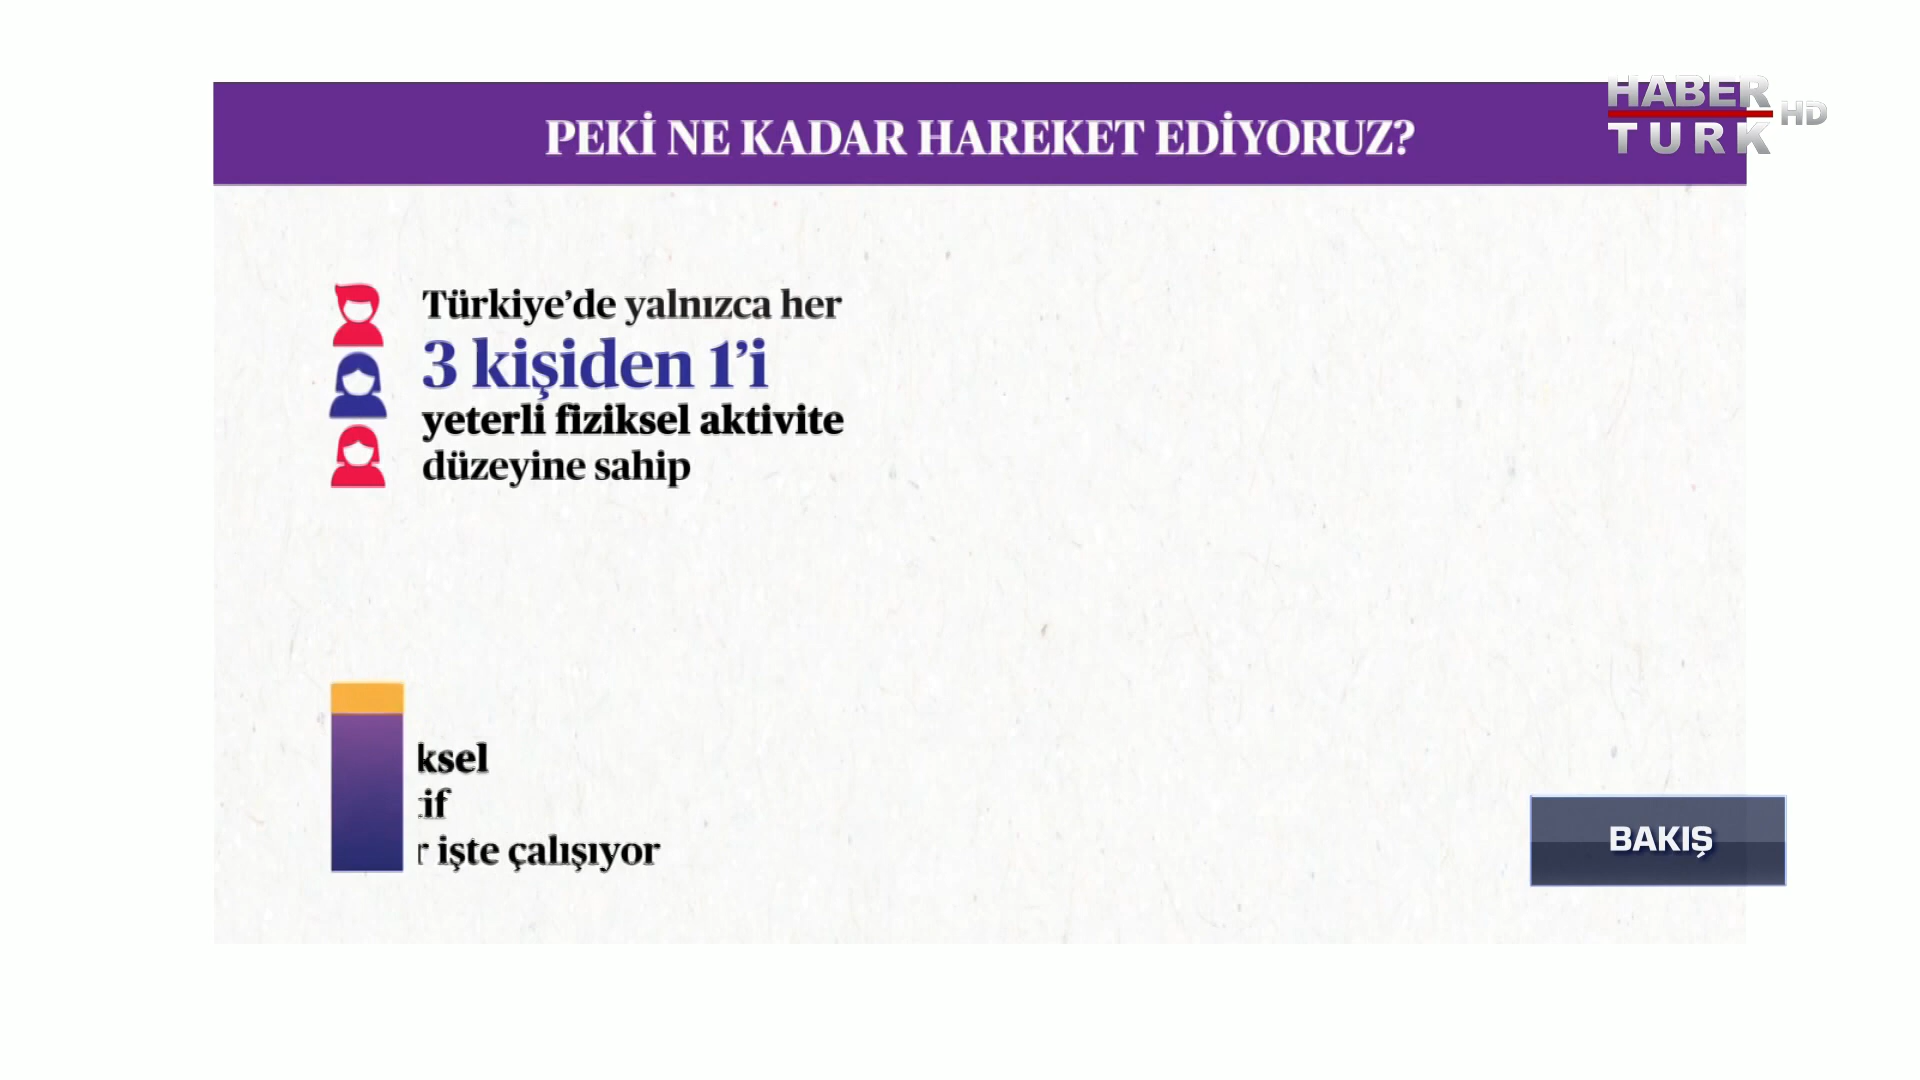 HABER
TURK HD
PEKİ NE KADAR HAREKET EDİYORUZ?
Türkiye’de yalnızca her
3 kişiden 1’i
yeterli fiziksel aktivite
düzeyine sahip
ksel
if
r işte çalışıyor
BAKIŞ